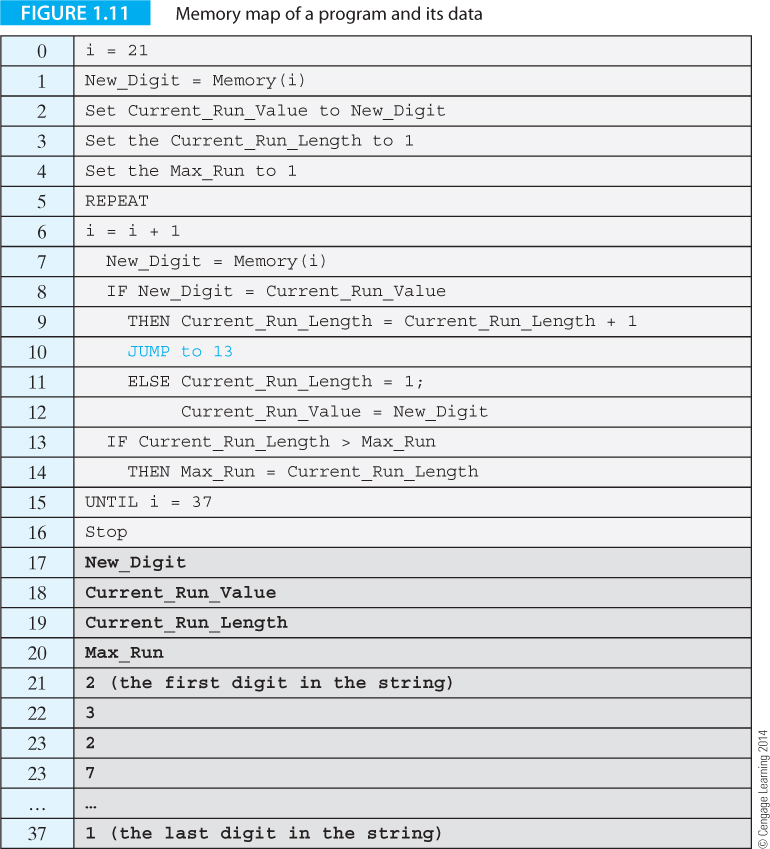 FIGURE 1.11 Memory map of a program and its data
0 i = 21
1 New_Digit = Memory(i)
2 Set Current_Run_Value to New_Digit
3 Set the Current_Run_Length to 1
4 Set the Max_Run to 1
5 REPEAT
6 i = i + 1
7 New_Digit = Memory(i)
8 IF New_Digit = Current_Run_Value
9 THEN Current_Run_Length = Current_Run_Length + 1
10 JUMP to 13
11 ELSE Current_Run_Length = 1;
12 Current_Run_Value = New_Digit
13 IF Current_Run_Length > Max_Run
14 THEN Max_Run = Current_Run_Length
15 UNTIL i = 37
16 Stop
17 New_Digit
18 Current_Run_Value
19 Current_Run_Length
20 Max_Run
21 2 (the first digit in the string)
22 3
23 2
23 7
… …
37 1 (the last digit in the string)
© Cengage Learning 2014